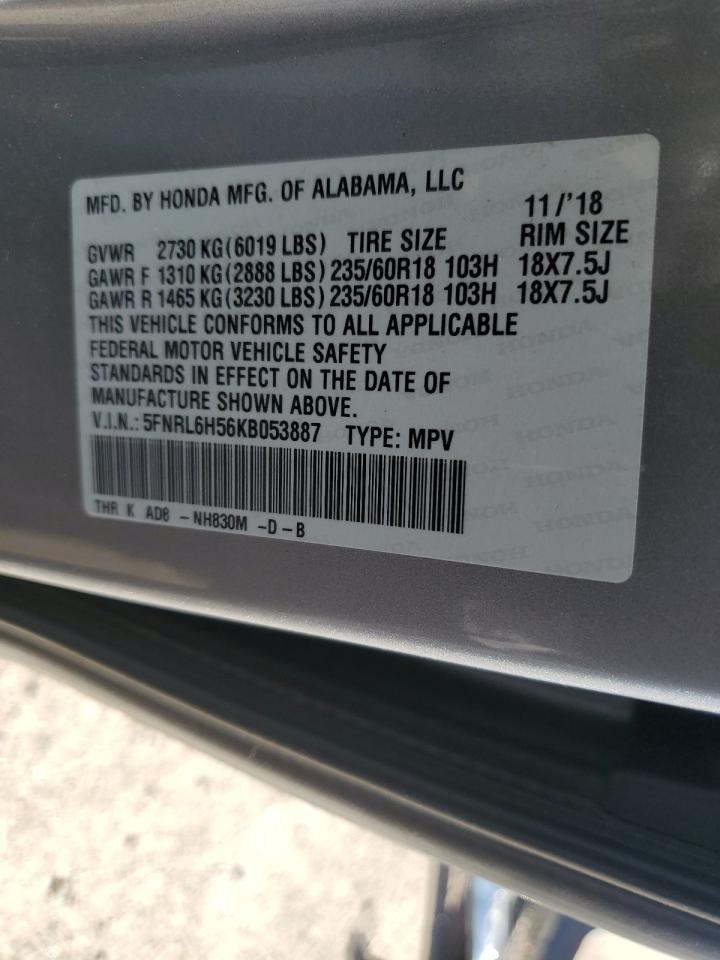 MFD. BY HONDA MFG. OF ALABAMA, LLC 11/'18
GVWR 2730 KG(6019 LBS) TIRE SIZE RIM SIZE
GAWR F 1310 KG(2888 LBS) 235/60R18 103H 18X7.5J
GAWR R 1465 KG(3230 LBS) 235/60R18 103H 18X7.5J
THIS VEHICLE CONFORMS TO ALL APPLICABLE
FEDERAL MOTOR VEHICLE SAFETY
STANDARDS IN EFFECT ON THE DATE OF
MANUFACTURE SHOWN ABOVE.
V.I.N.: 5FNRL6H56KB053887 TYPE: MPV
THR K AD8 -NH830M -D-B